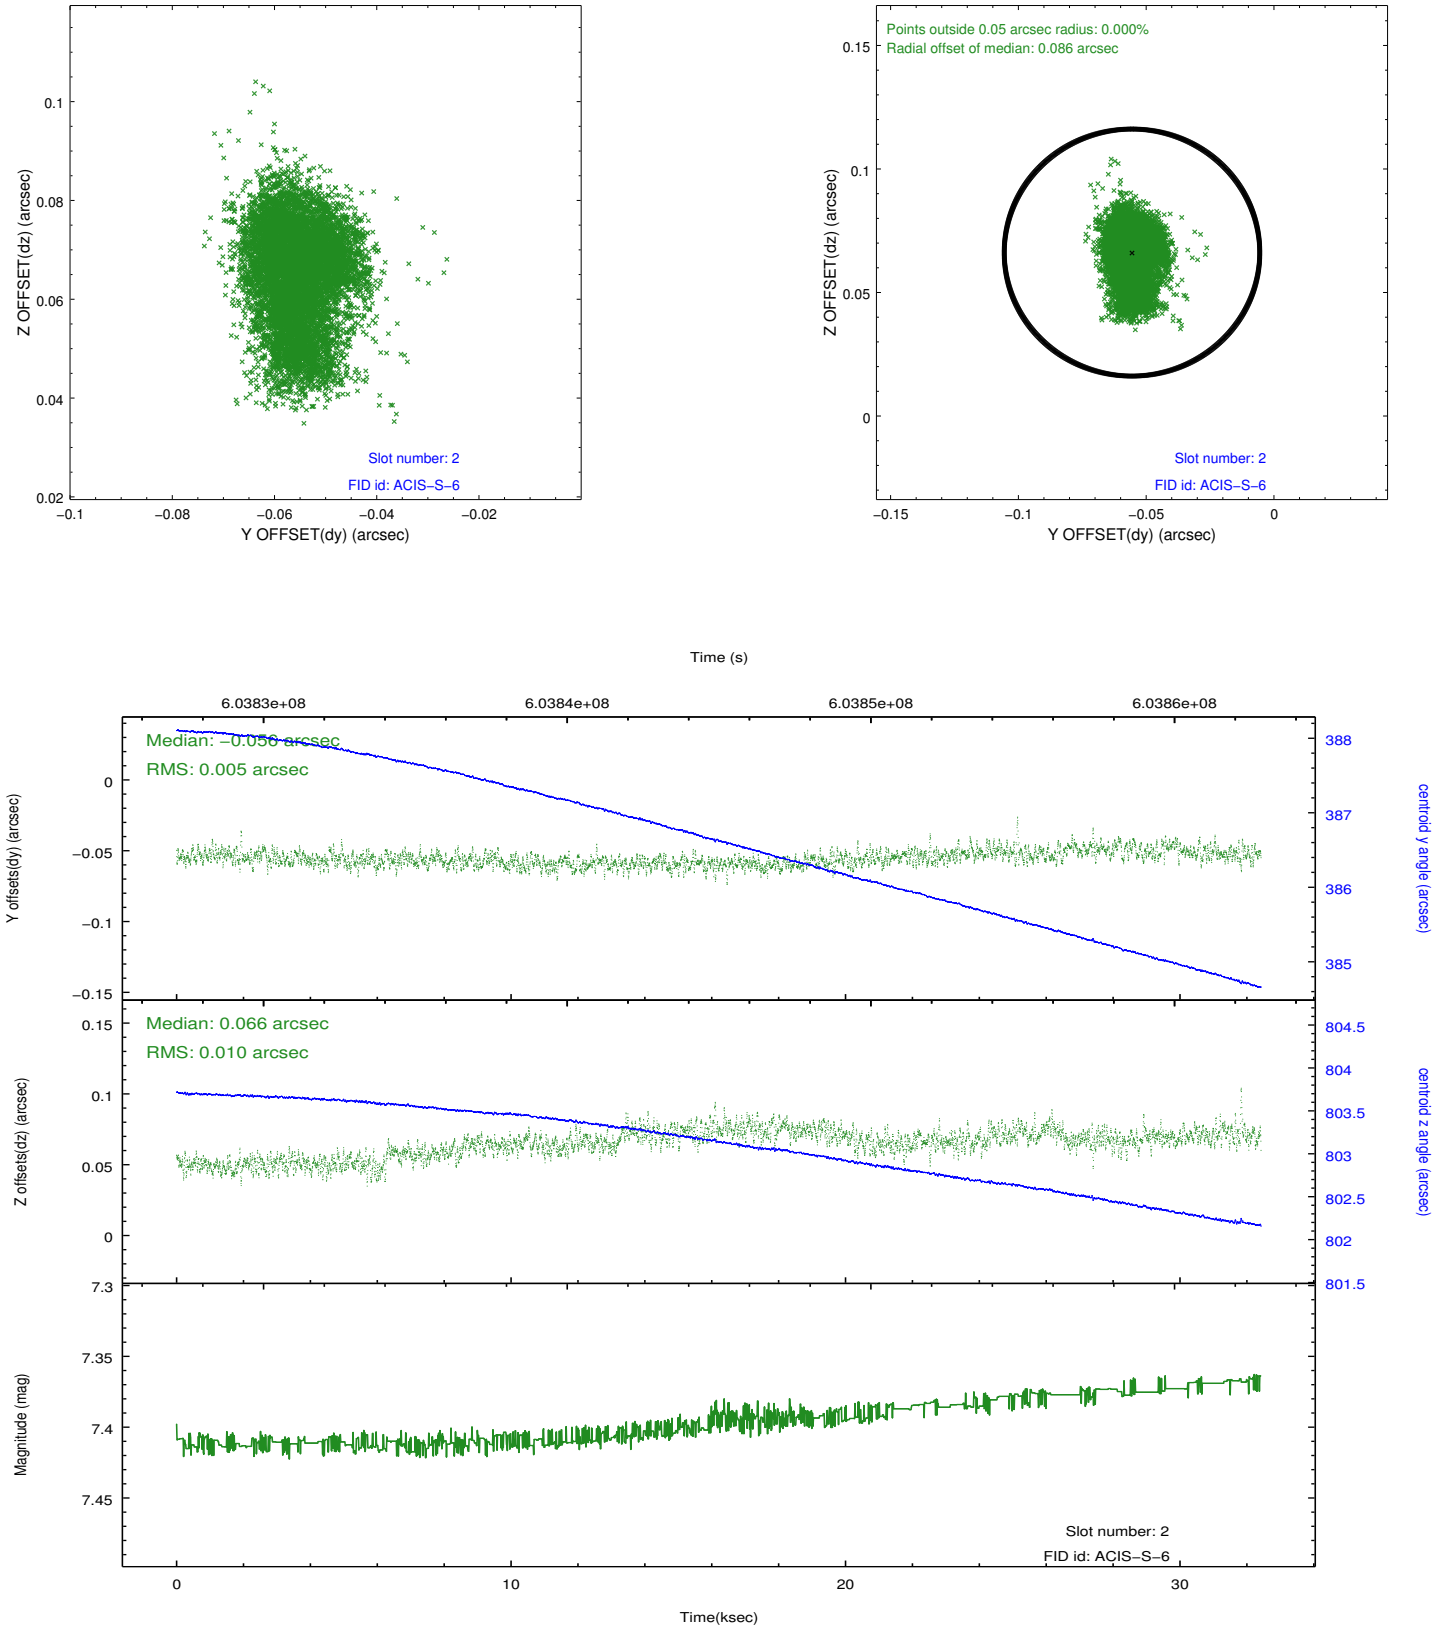 0.1
0.08
0.06
0.04
0.02
Z OFFSET(dz) (arcsec)
−0.1
−0.08
−0.06
−0.04
−0.02
Y OFFSET(dy) (arcsec)
Slot number: 2
FID id: ACIS−S−6
Points outside 0.05 arcsec radius: 0.000%
Radial offset of median: 0.086 arcsec
0.15
0.1
0.05
0
Z OFFSET(dz) (arcsec)
−0.15
−0.1
−0.05
0
Y OFFSET(dy) (arcsec)
Slot number: 2
FID id: ACIS−S−6
Time (s)
6.0383e+08
6.0384e+08
6.0385e+08
6.0386e+08
Median: −0.056 arcsec
RMS: 0.005 arcsec
0
−0.05
−0.1
−0.15
Y offsets(dy) (arcsec)
388
387
386
385
centroid y angle (arcsec)
Median: 0.066 arcsec
RMS: 0.010 arcsec
0.15
0.1
0.05
0
Z offsets(dz) (arcsec)
804.5
804
803.5
803
802.5
802
801.5
centroid z angle (arcsec)
7.3
7.35
7.4
7.45
Magnitude (mag)
Slot number: 2
FID id: ACIS−S−6
0
10
20
30
Time(ksec)